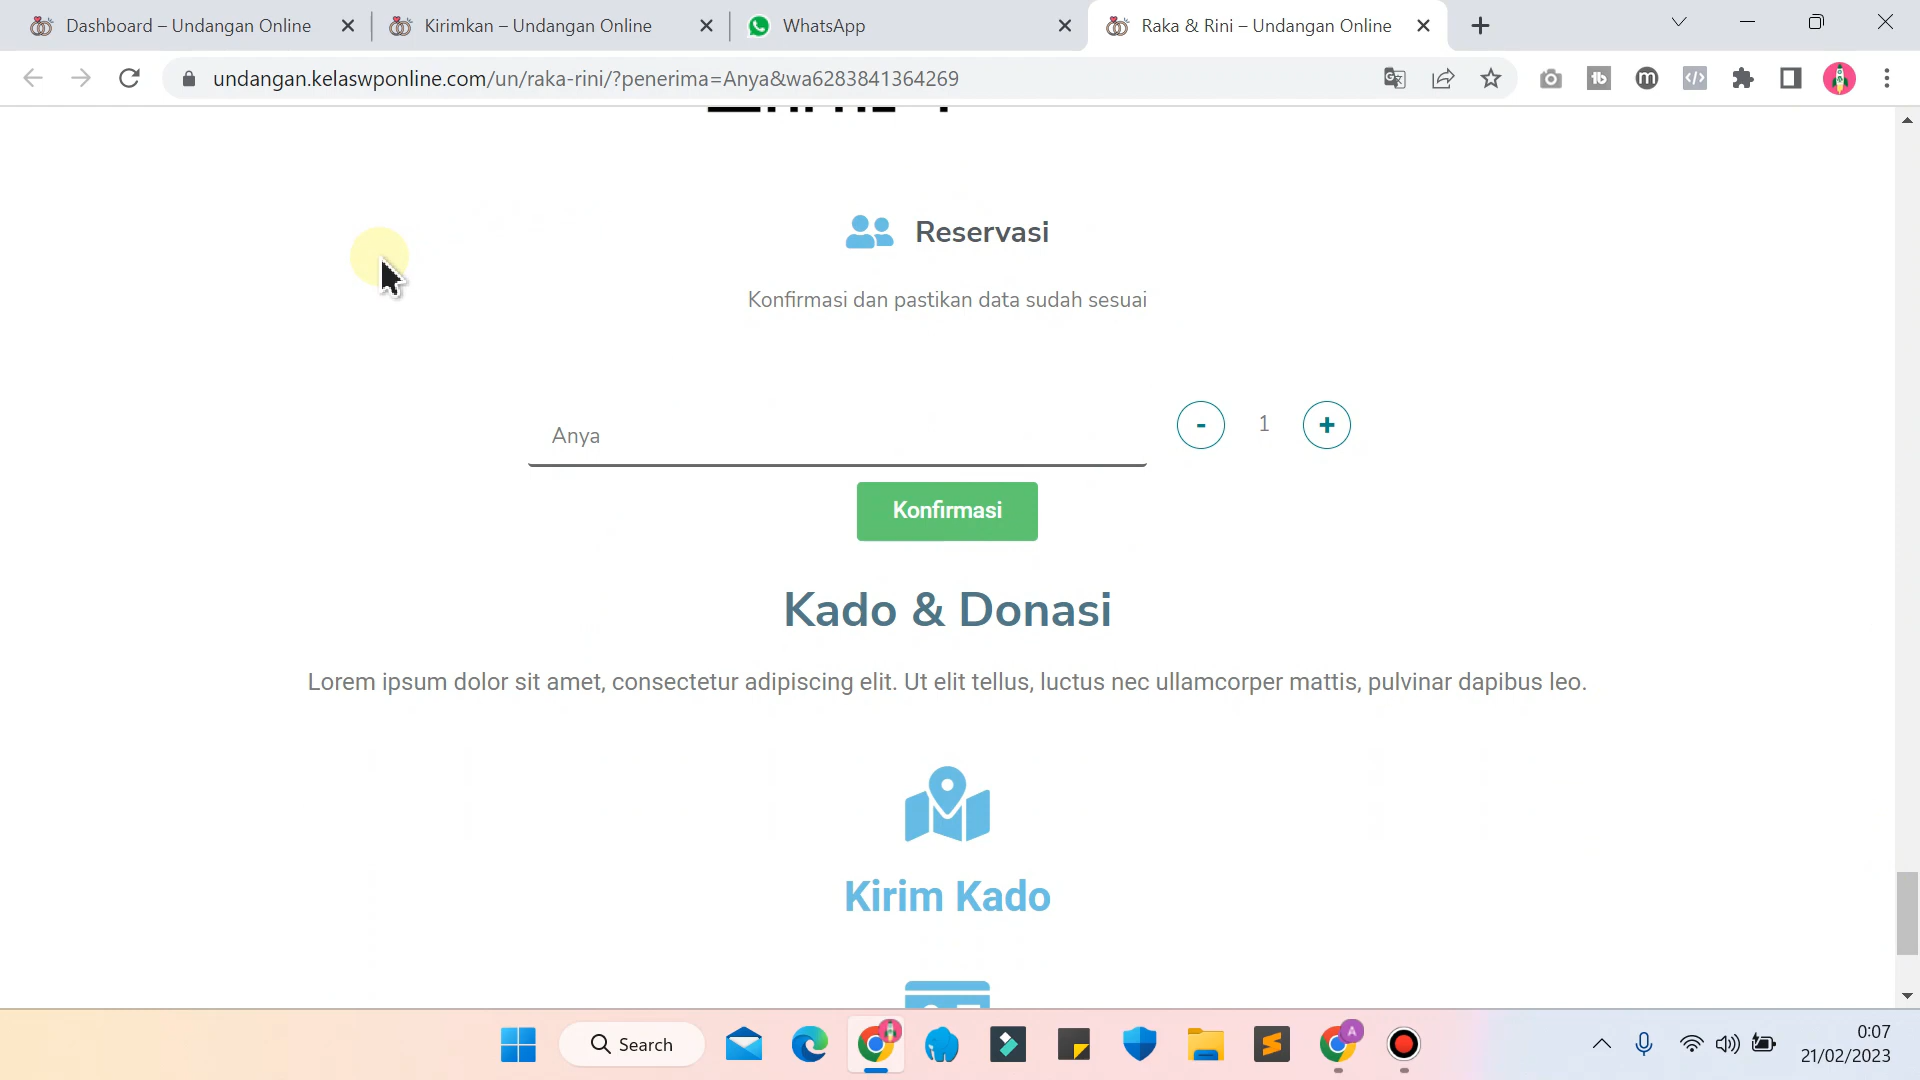 Dashboard – Undangan Online
Kirimkan – Undangan Online
WhatsApp
Raka & Rini – Undangan Online
undangan.kelaswponline.com/un/raka-rini/?penerima=Anya&wa6283841364269
Reservasi
Konfirmasi dan pastikan data sudah sesuai
Anya
- 1 +
Konfirmasi
Kado & Donasi
Lorem ipsum dolor sit amet, consectetur adipiscing elit. Ut elit tellus, luctus nec ullamcorper mattis, pulvinar dapibus leo.
Kirim Kado
Search
A
0:07
21/02/2023